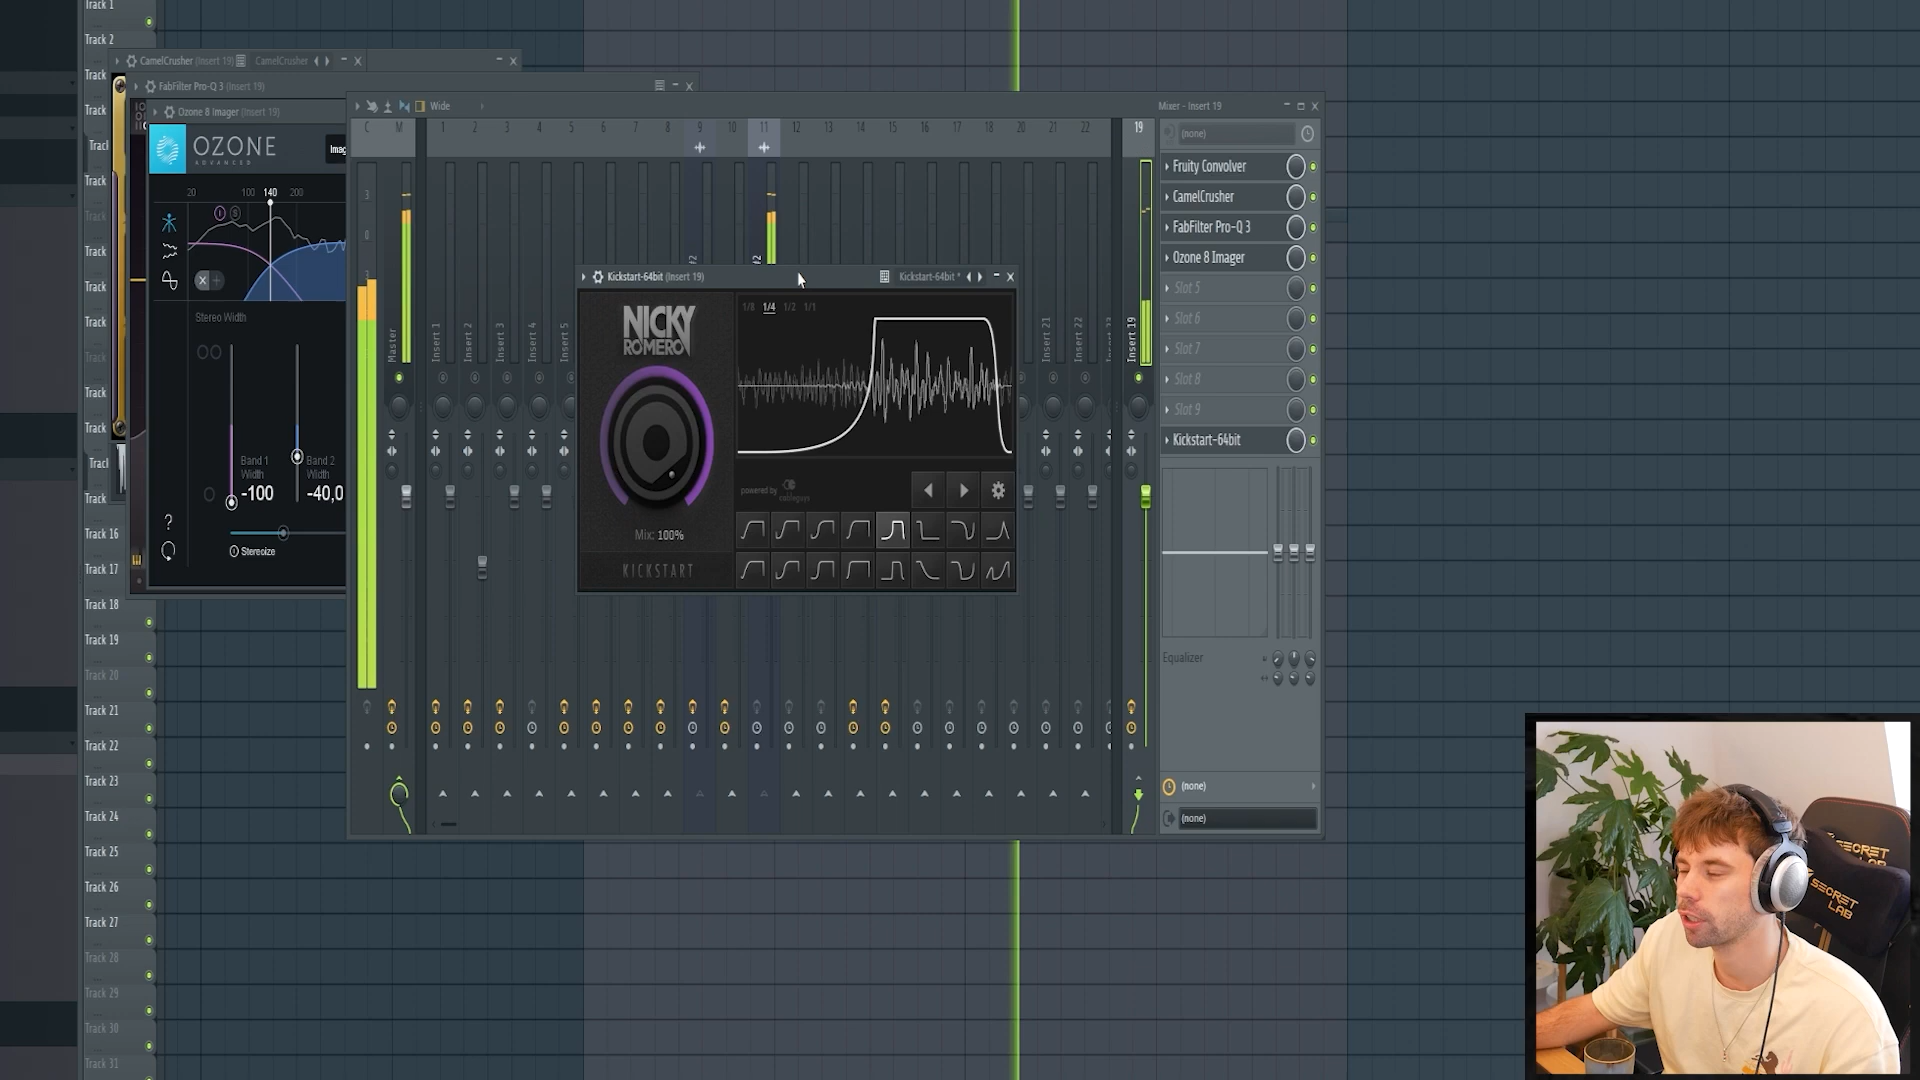 Track 1
Track 2
Track
Track
Track
Track
Track
Track
Track
Track
Track
Track
Track
Track
Track 16
Track 17
Track 18
Track 19
Track 20
Track 21
Track 22
Track 23
Track 24
Track 25
Track 26
Track 27
Track 28
Track 29
Track 30
Track 31
CamelCrusher (Insert 19)
CamelCrusher
FabFilter Pro-Q 3 (Insert 19)
Ozone 8 Imager (Insert 19)
OZONE
ADVANCED
Imag
20 100 140 200
Stereo Width
Band 1
Width
-100
Band 2
Width
-40,0
Stereoize
?
Wide
Mixer - Insert 19
C M 1 2 3 4 5 6 7 8 9 10 11 12 13 14 15 16 17 18 19 20 21 22 19
3
0
3
Master
Insert 1
Insert 2
Insert 3
Insert 4
Insert 5
Insert 21
Insert 22
Insert 19
Kickstart-64bit (Insert 19)
Kickstart-64bit *
NICKY
ROMERO
1/8 1/4 1/2 1/1
powered by
cableguys
Mix: 100%
KICKSTART
(none)
Fruity Convolver
CamelCrusher
FabFilter Pro-Q 3
Ozone 8 Imager
Slot 5
Slot 6
Slot 7
Slot 8
Slot 9
Kickstart-64bit
Equalizer
(none)
(none)
SECRET
LAB
SECRET
LAB